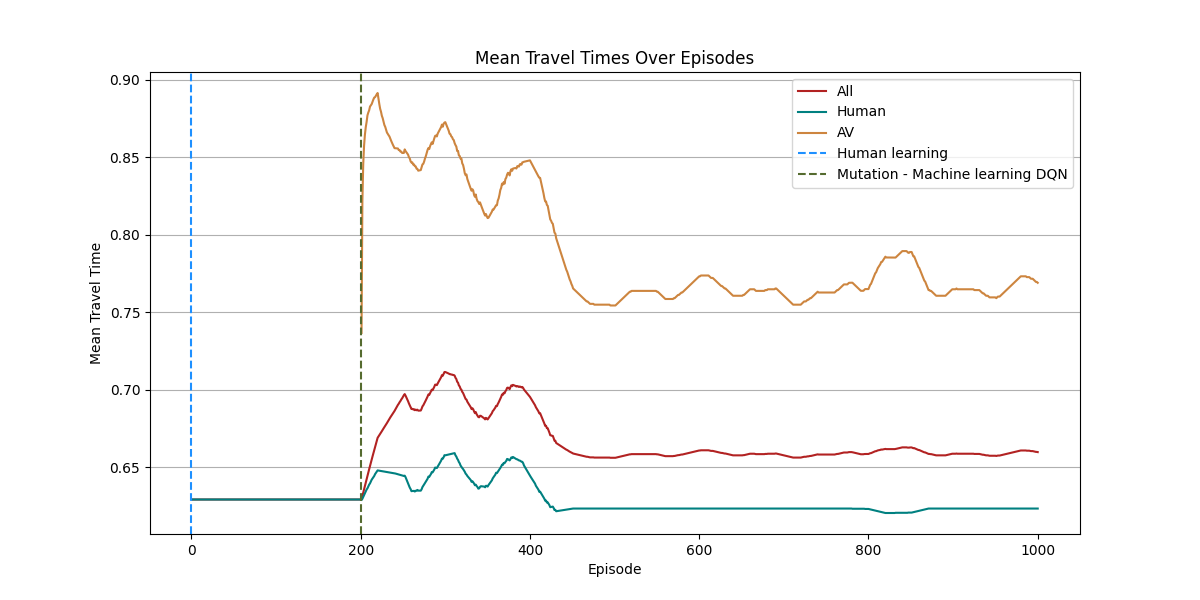 Mean Travel Times Over Episodes
Mean Travel Time
0.90
0.85
0.80
0.75
0.70
0.65
All
Human
AV
Human learning
Mutation - Machine learning DQN
0
200
400
600
800
1000
Episode